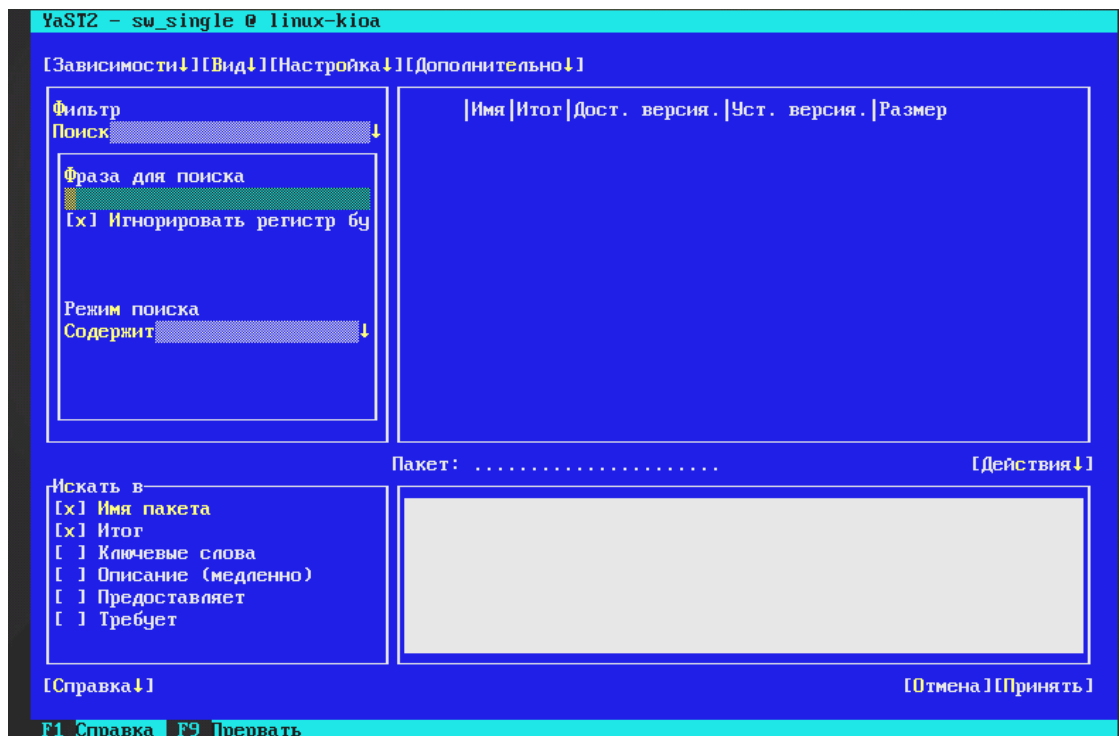 YaST2 - sw_single @ linux-kioa
[Зависимости↓][Вид↓][Настройка↓][Дополнительно↓]
Фильтр
Поиск ↓
Фраза для поиска
[x] Игнорировать регистр бу
Режим поиска
Содержит ↓
|Имя|Итог|Дост. версия.|Уст. версия.|Размер
Пакет: ...................... [Действия↓]
Искать в
[x] Имя пакета
[x] Итог
[ ] Ключевые слова
[ ] Описание (медленно)
[ ] Предоставляет
[ ] Требует
[Справка↓] [Отмена][Принять]
F1 Справка F9 Прервать